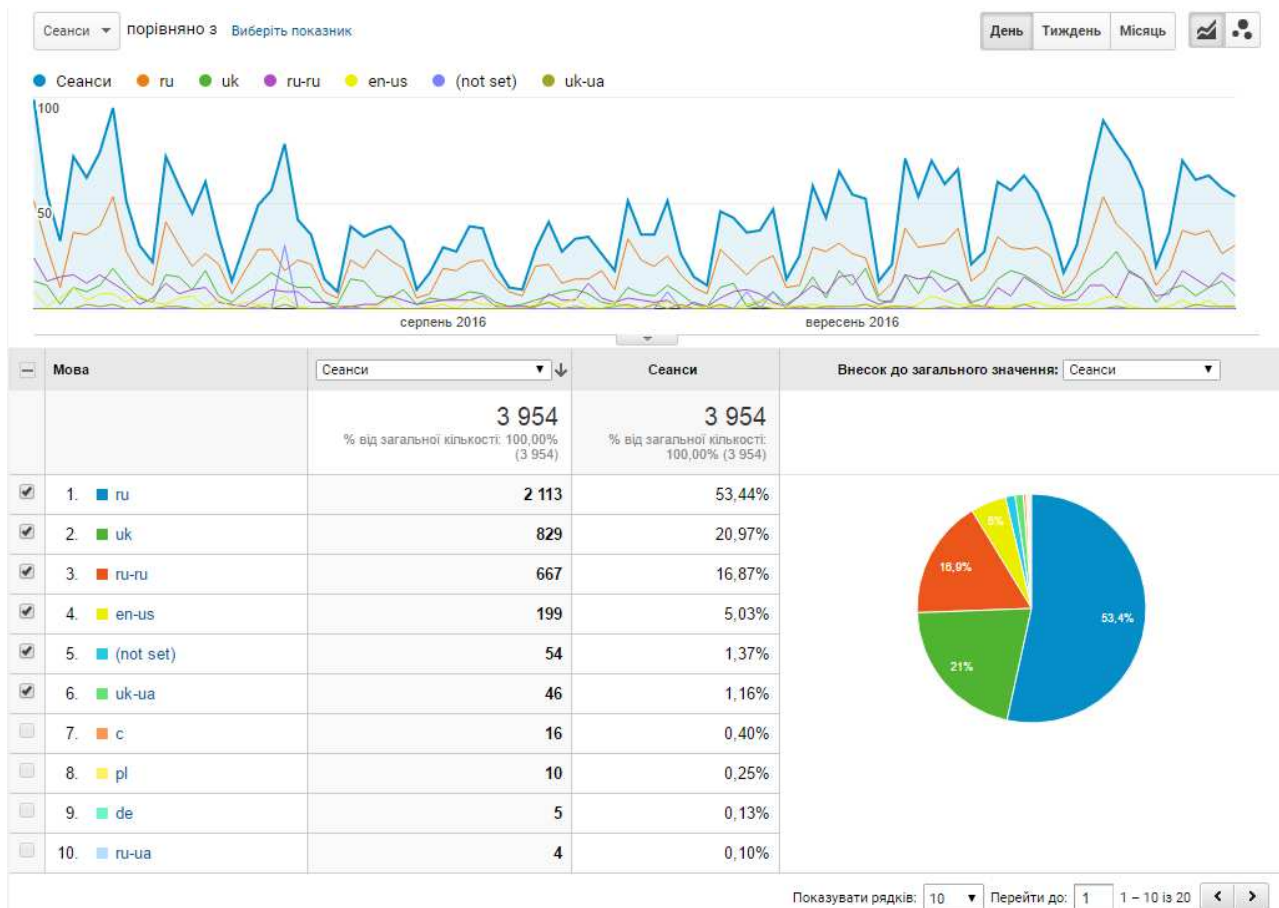 Сеанси порівняно з Виберіть показник День Тиждень Місяць
Сеанси ru uk ru-ru en-us (not set) uk-ua
100
50
серпень 2016 вересень 2016
Мова Сеанси Сеанси Внесок до загального значення: Сеанси
3 954 3 954
% від загальної кількості: 100,00% % від загальної кількості:
(3 954) 100,00% (3 954)
1. ru 2 113 53,44%
2. uk 829 20,97%
3. ru-ru 667 16,87%
4. en-us 199 5,03%
5. (not set) 54 1,37%
6. uk-ua 46 1,16%
7. c 16 0,40%
8. pl 10 0,25%
9. de 5 0,13%
10. ru-ua 4 0,10%
16,9%
53,4%
21%
Показувати рядків: 10 Перейти до: 1 1 – 10 із 20